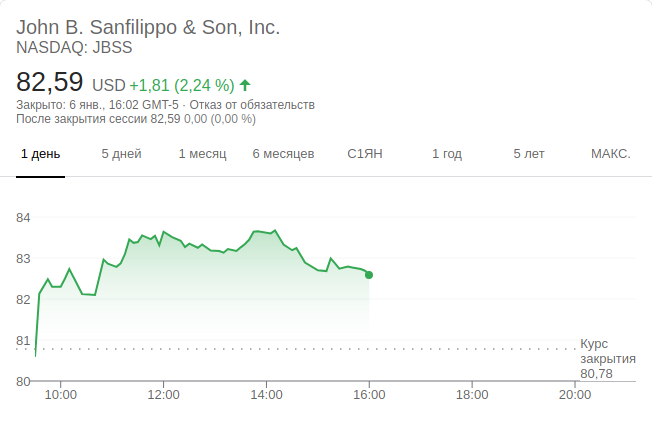 John B. Sanfilippo & Son, Inc.
NASDAQ: JBSS
82,59 USD +1,81 (2,24 %)
Закрыто: 6 янв., 16:02 GMT-5 · Отказ от обязательств
После закрытия сессии 82,59 0,00 (0,00 %)
1 день 5 дней 1 месяц 6 месяцев С1ЯН 1 год 5 лет МАКС.
84
83
82
81
Курс
закрытия
80,78
80
10:00 12:00 14:00 16:00 18:00 20:00